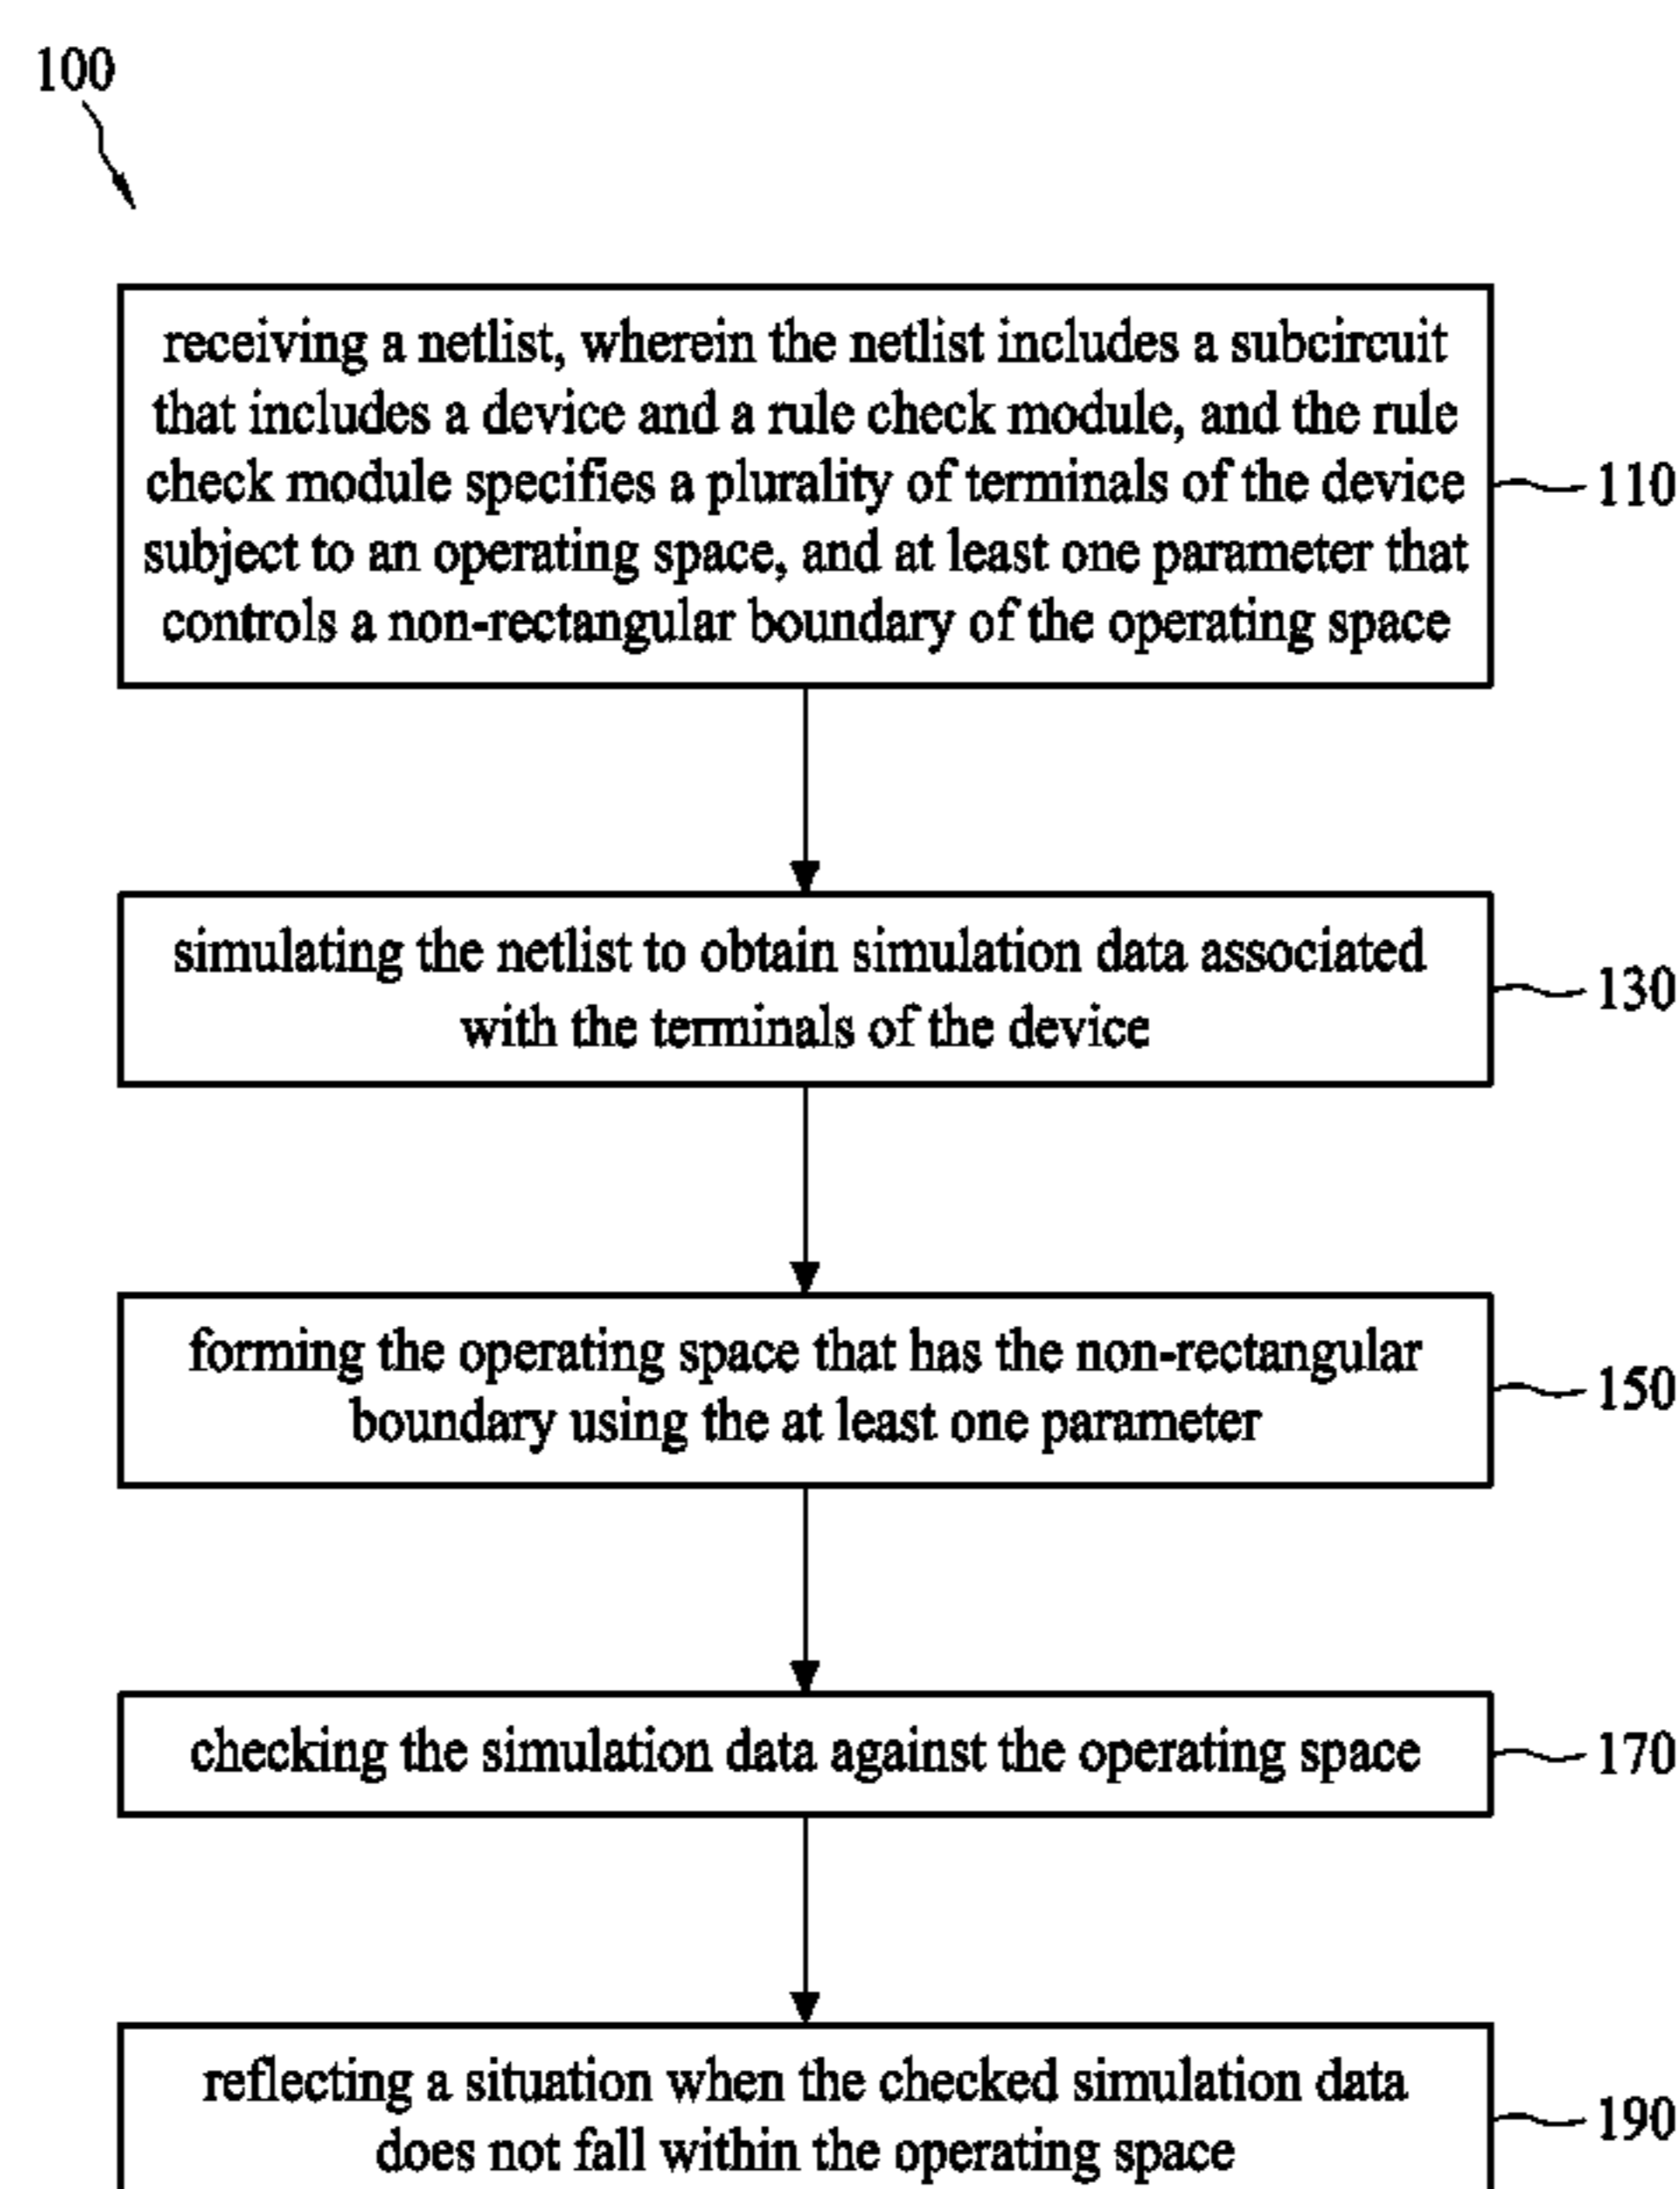 100
receiving a netlist, wherein the netlist includes a subcircuit
that includes a device and a rule check module, and the rule
check module specifies a plurality of terminals of the device
subject to an operating space, and at least one parameter that
controls a non-rectangular boundary of the operating space
110
simulating the netlist to obtain simulation data associated
with the terminals of the device
130
forming the operating space that has the non-rectangular
boundary using the at least one parameter
150
checking the simulation data against the operating space
170
reflecting a situation when the checked simulation data
does not fall within the operating space
190